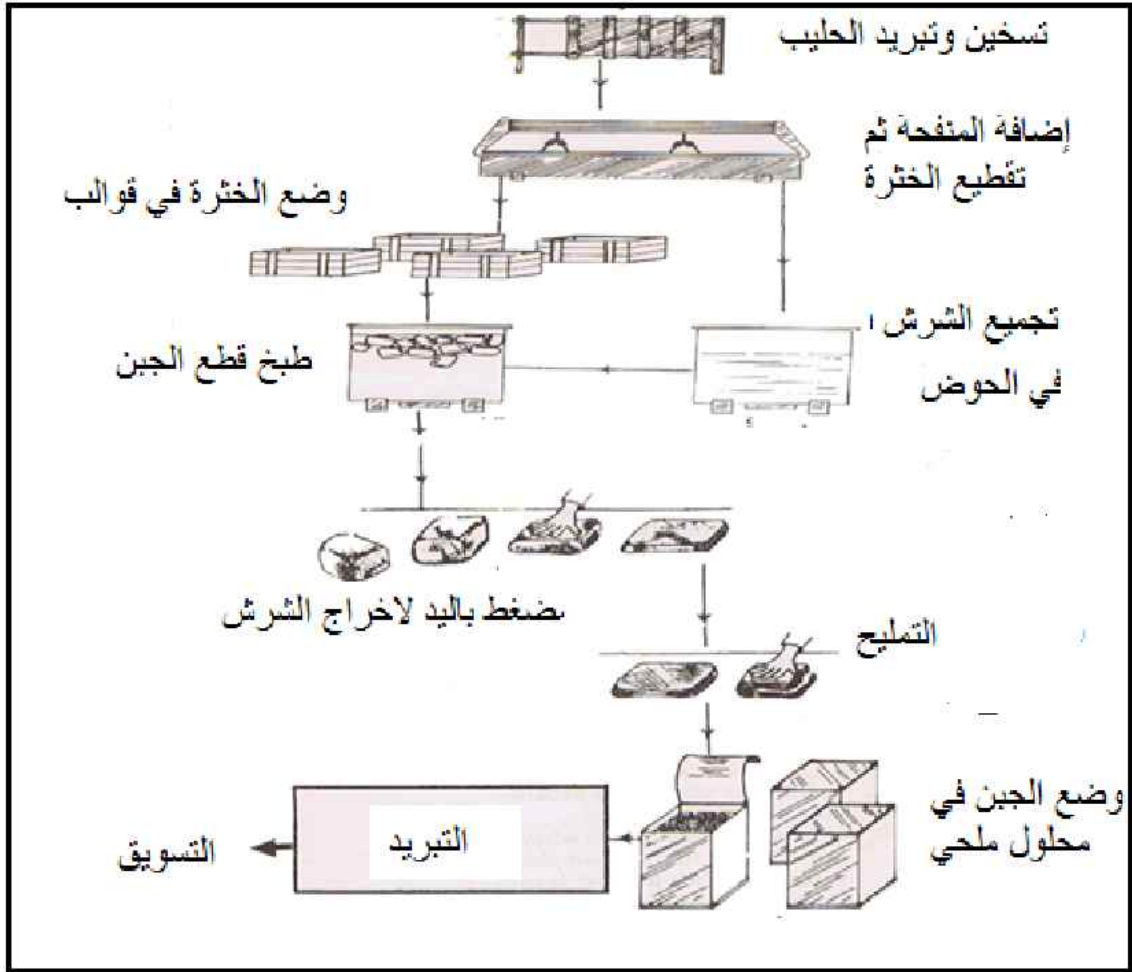 تسخين وتبريد الحليب
إضافة المنفحة ثم
تقطيع الخثرة
وضع الخثرة في قوالب
تجميع الشرش
في الحوض
طبخ قطع الجبن
ضغط باليد لاخراج الشرش
التمليح
وضع الجبن في
محلول ملحي
التبريد
التسويق